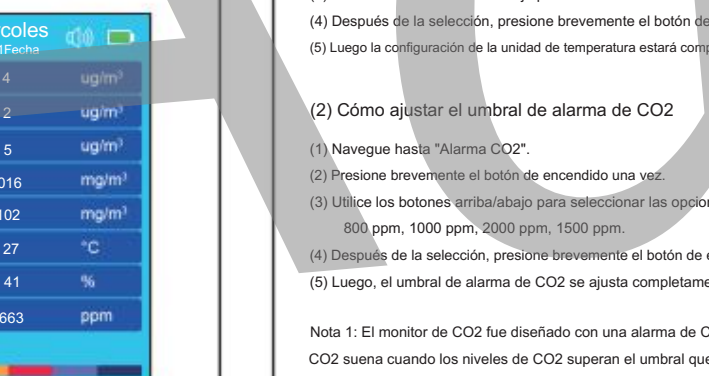 coles
1Fecha
4 ug/m³
2 ug/m³
5 ug/m³
016 mg/m³
102 mg/m³
27 °C
41 %
663 ppm
(4) Después de la selección, presione brevemente el botón de
(5) Luego la configuración de la unidad de temperatura estará comp
(2) Cómo ajustar el umbral de alarma de CO2
(1) Navegue hasta "Alarma CO2".
(2) Presione brevemente el botón de encendido una vez.
(3) Utilice los botones arriba/abajo para seleccionar las opcion
800 ppm, 1000 ppm, 2000 ppm, 1500 ppm.
(4) Después de la selección, presione brevemente el botón de e
(5) Luego, el umbral de alarma de CO2 se ajusta completame
Nota 1: El monitor de CO2 fue diseñado con una alarma de C
CO2 suena cuando los niveles de CO2 superan el umbral que